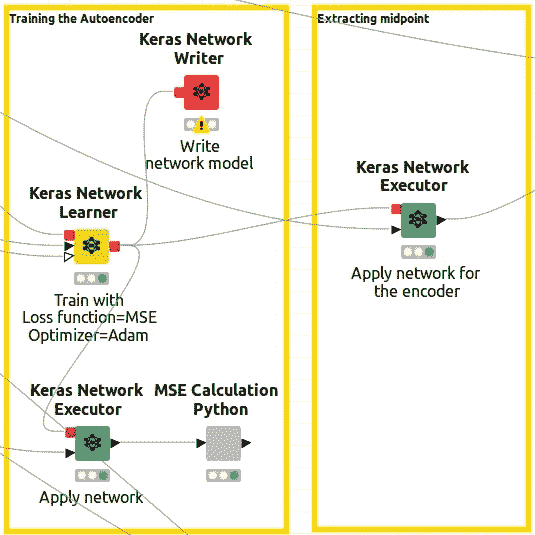 Training the Autoencoder
Keras Network
Writer
Write
network model
Keras Network
Learner
Train with
Loss function=MSE
Optimizer=Adam
Keras Network
Executor
Apply network
MSE Calculation
Python
Extracting midpoint
Keras Network
Executor
Apply network for
the encoder